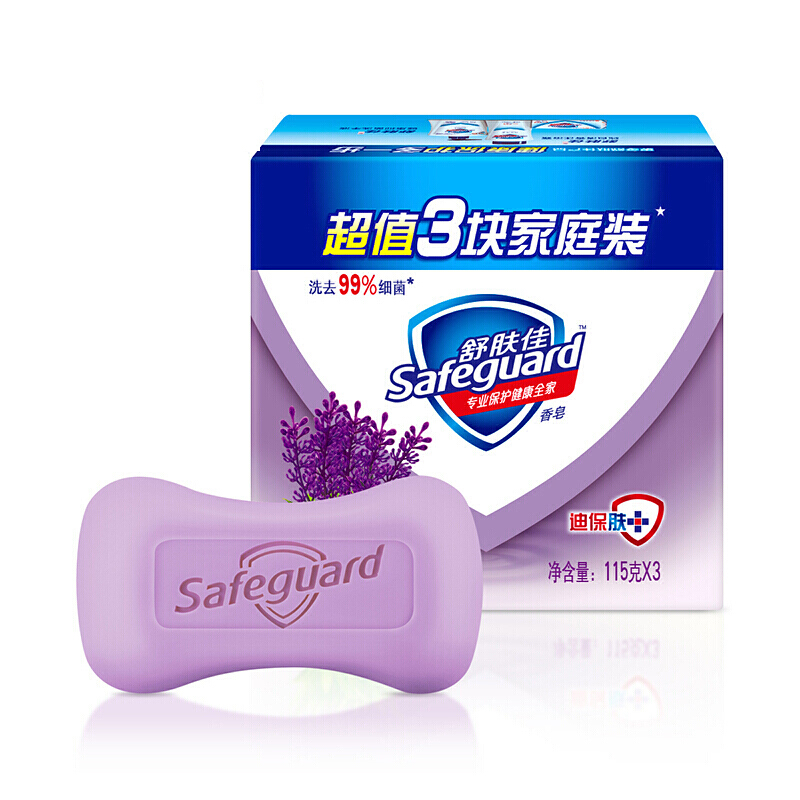 超值3块家庭装*
洗去99%细菌*
舒肤佳
Safeguard™
专业保护健康全家
香皂
迪保肤
净含量：115克X3
Safeguard